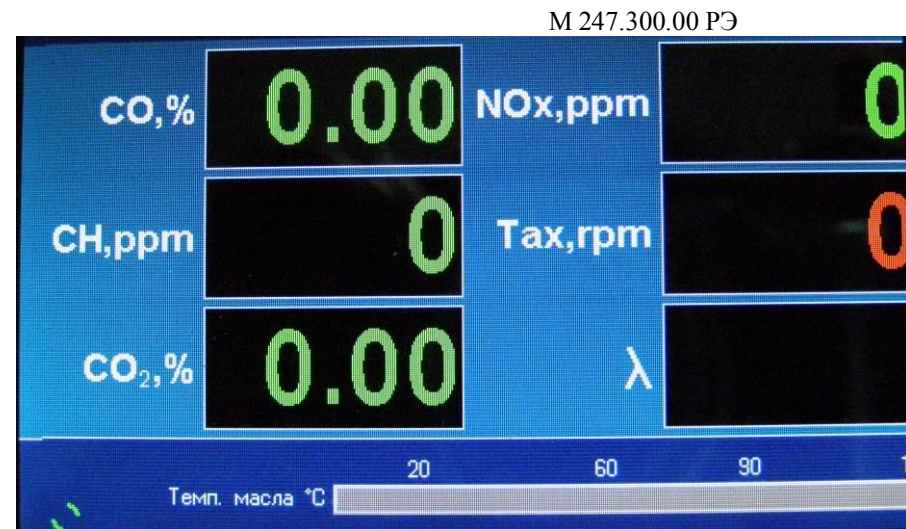 М 247.300.00 РЭ
CO,% 0.00 NOx,ppm 0
CH,ppm 0 Tax,rpm 0
CO₂,% 0.00 λ
20 60 90 1
Темп. масла °C